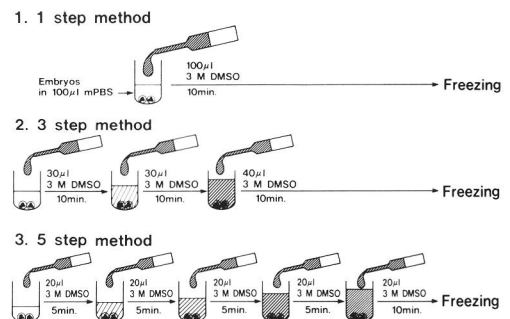 1. 1 step method
Embryos
in 100μl mPBS
100μl
3 M DMSO
10min.
Freezing
2. 3 step method
30μl
3 M DMSO
10min.
30μl
3 M DMSO
10min.
40μl
3 M DMSO
10min.
Freezing
3. 5 step method
20μl
3 M DMSO
5min.
20μl
3 M DMSO
5min.
20μl
3 M DMSO
5min.
20μl
3 M DMSO
5min.
20μl
3 M DMSO
10min.
Freezing